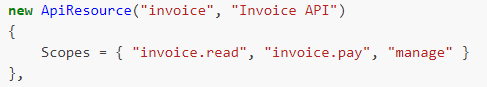 new ApiResource("invoice", "Invoice API")
{
    Scopes = { "invoice.read", "invoice.pay", "manage" }
},